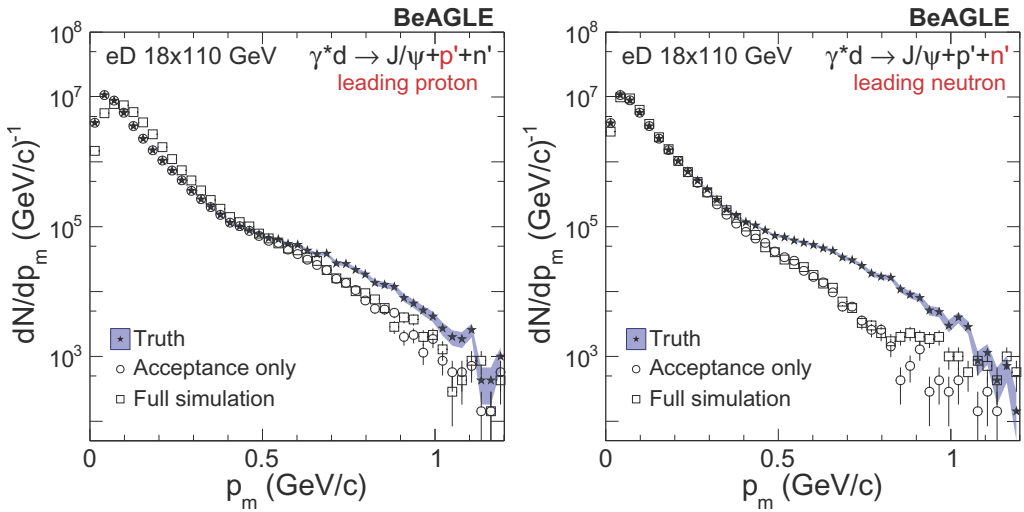 BeAGLE
10^8
eD 18x110 GeV
γ*d → J/ψ+p'+n'
leading proton
10^7
10^5
10^3
dN/dp_m (GeV/c)^-1
Truth
Acceptance only
Full simulation
0
0.5
1
p_m (GeV/c)
BeAGLE
10^8
eD 18x110 GeV
γ*d → J/ψ+p'+n'
leading neutron
10^7
10^5
10^3
dN/dp_m (GeV/c)^-1
Truth
Acceptance only
Full simulation
0
0.5
1
p_m (GeV/c)